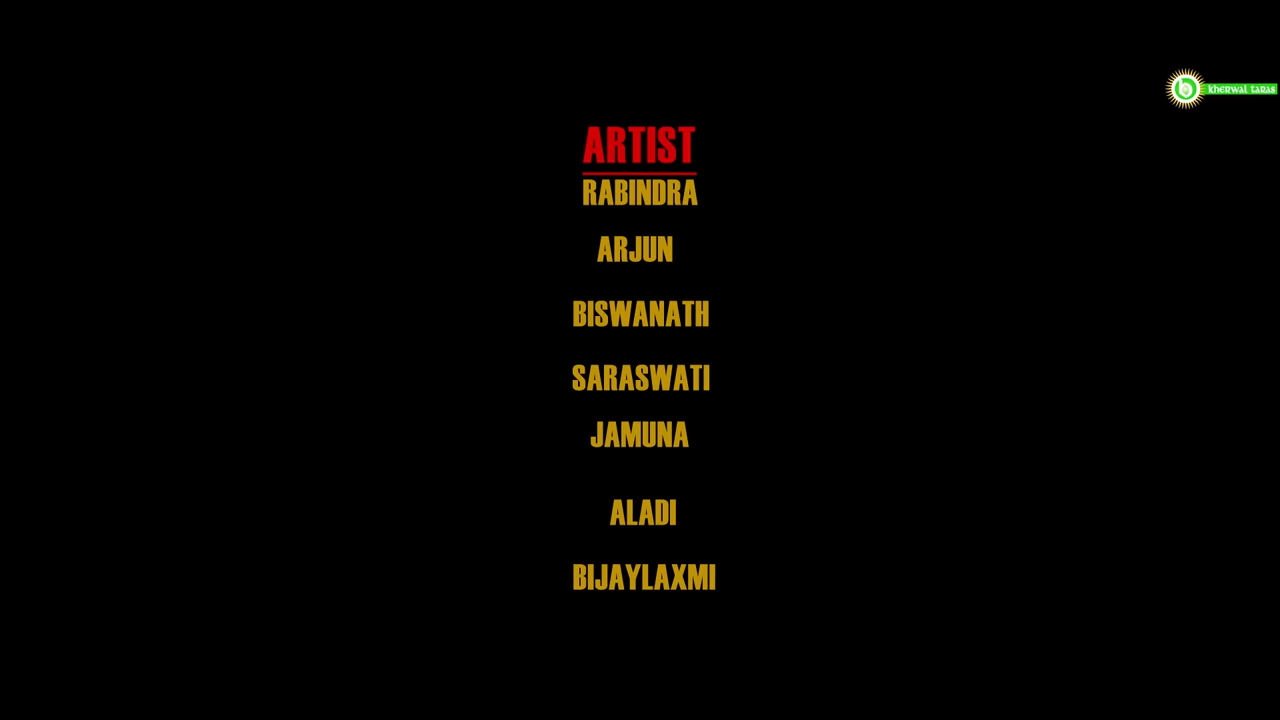 kherwal taras
ARTIST
RABINDRA
ARJUN
BISWANATH
SARASWATI
JAMUNA
ALADI
BIJAYLAXMI